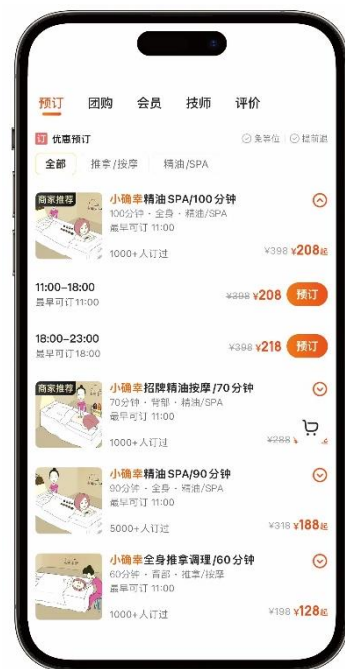 预订 团购 会员 技师 评价
订 优惠预订 免等位 提前退
全部 推拿/按摩 精油/SPA
商家推荐
小确幸精油SPA/100分钟
100分钟·全身·精油/SPA
最早可订 11:00
1000+人订过 ¥398 ¥208起
11:00-18:00
最早可订11:00
¥398 ¥208 预订
18:00-23:00
最早可订18:00
¥398 ¥218 预订
商家推荐
小确幸招牌精油按摩/70分钟
70分钟·背部·精油/SPA
最早可订 11:00
1000+人订过 ¥288
小确幸精油SPA/90分钟
90分钟·全身·精油/SPA
最早可订 11:00
5000+人订过 ¥318 ¥188起
小确幸全身推拿调理/60分钟
60分钟·背部·推拿/按摩
最早可订 11:00
1000+人订过 ¥198 ¥128起